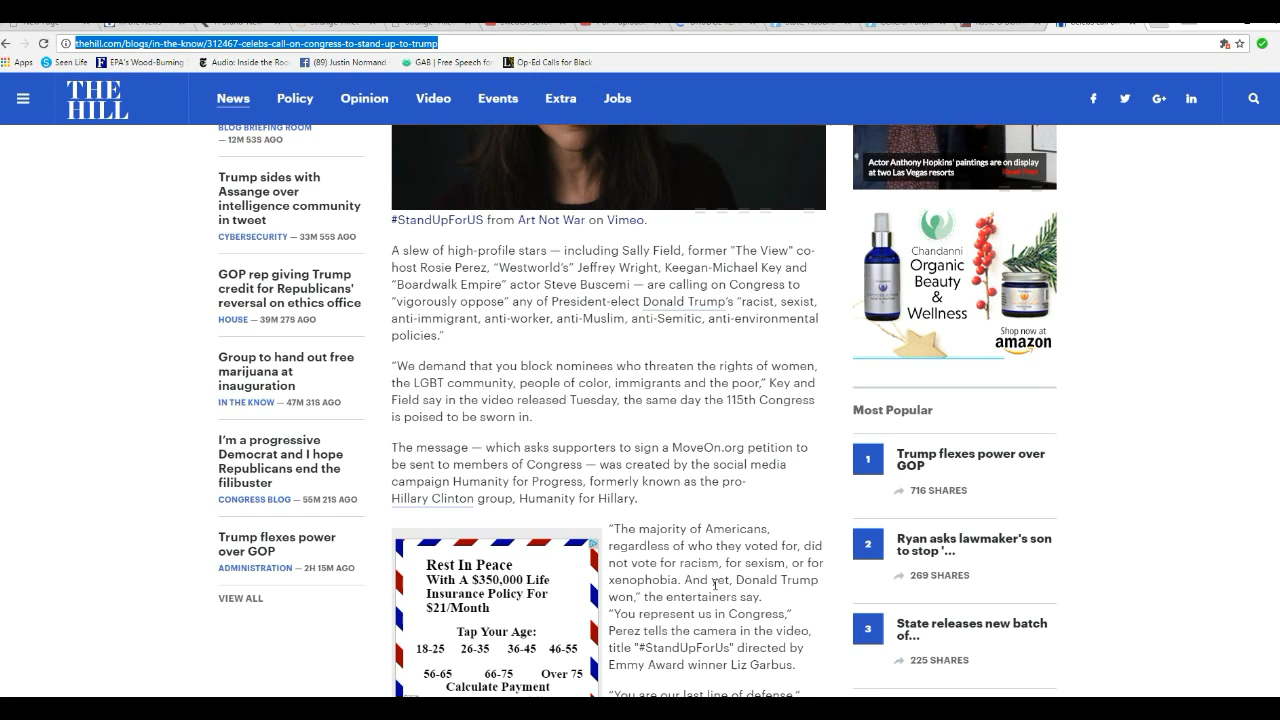 thehill.com/blogs/in-the-know/312467-celebs-call-on-congress-to-stand-up-to-trump
Apps
Seen Life
EPA's Wood-Burning
Audio: Inside the Roo
(89) Justin Normand
GAB | Free Speech fo
Op-Ed Calls for Black
THE
HILL
News
Policy
Opinion
Video
Events
Extra
Jobs
BLOG BRIEFING ROOM
— 12M 53S AGO
Trump sides with
Assange over
intelligence community
in tweet
CYBERSECURITY — 33M 55S AGO
GOP rep giving Trump
credit for Republicans'
reversal on ethics office
HOUSE — 39M 27S AGO
Group to hand out free
marijuana at
inauguration
IN THE KNOW — 47M 31S AGO
I'm a progressive
Democrat and I hope
Republicans end the
filibuster
CONGRESS BLOG — 55M 21S AGO
Trump flexes power
over GOP
ADMINISTRATION — 2H 15M AGO
VIEW ALL
#StandUpForUS from Art Not War on Vimeo.
A slew of high-profile stars — including Sally Field, former "The View" co-
host Rosie Perez, “Westworld’s” Jeffrey Wright, Keegan-Michael Key and
“Boardwalk Empire” actor Steve Buscemi — are calling on Congress to
“vigorously oppose” any of President-elect Donald Trump’s “racist, sexist,
anti-immigrant, anti-worker, anti-Muslim, anti-Semitic, anti-environmental
policies.”
“We demand that you block nominees who threaten the rights of women,
the LGBT community, people of color, immigrants and the poor,” Key and
Field say in the video released Tuesday, the same day the 115th Congress
is poised to be sworn in.
The message — which asks supporters to sign a MoveOn.org petition to
be sent to members of Congress — was created by the social media
campaign Humanity for Progress, formerly known as the pro-
Hillary Clinton group, Humanity for Hillary.
“The majority of Americans,
regardless of who they voted for, did
not vote for racism, for sexism, or for
xenophobia. And yet, Donald Trump
won,” the entertainers say.
“You represent us in Congress,”
Perez tells the camera in the video,
title "#StandUpForUs" directed by
Emmy Award winner Liz Garbus.
“You are our last line of defense,”
Rest In Peace
With A $350,000 Life
Insurance Policy For
$21/Month
Tap Your Age:
18-25 26-35 36-45 46-55
56-65 66-75 Over 75
Calculate Payment
Actor Anthony Hopkins' paintings are on display
at two Las Vegas resorts
Read Post
Chandanni
Organic
Beauty
&
Wellness
Shop now at
amazon
Most Popular
1
Trump flexes power over
GOP
716 SHARES
2
Ryan asks lawmaker's son
to stop '...
269 SHARES
3
State releases new batch
of...
225 SHARES